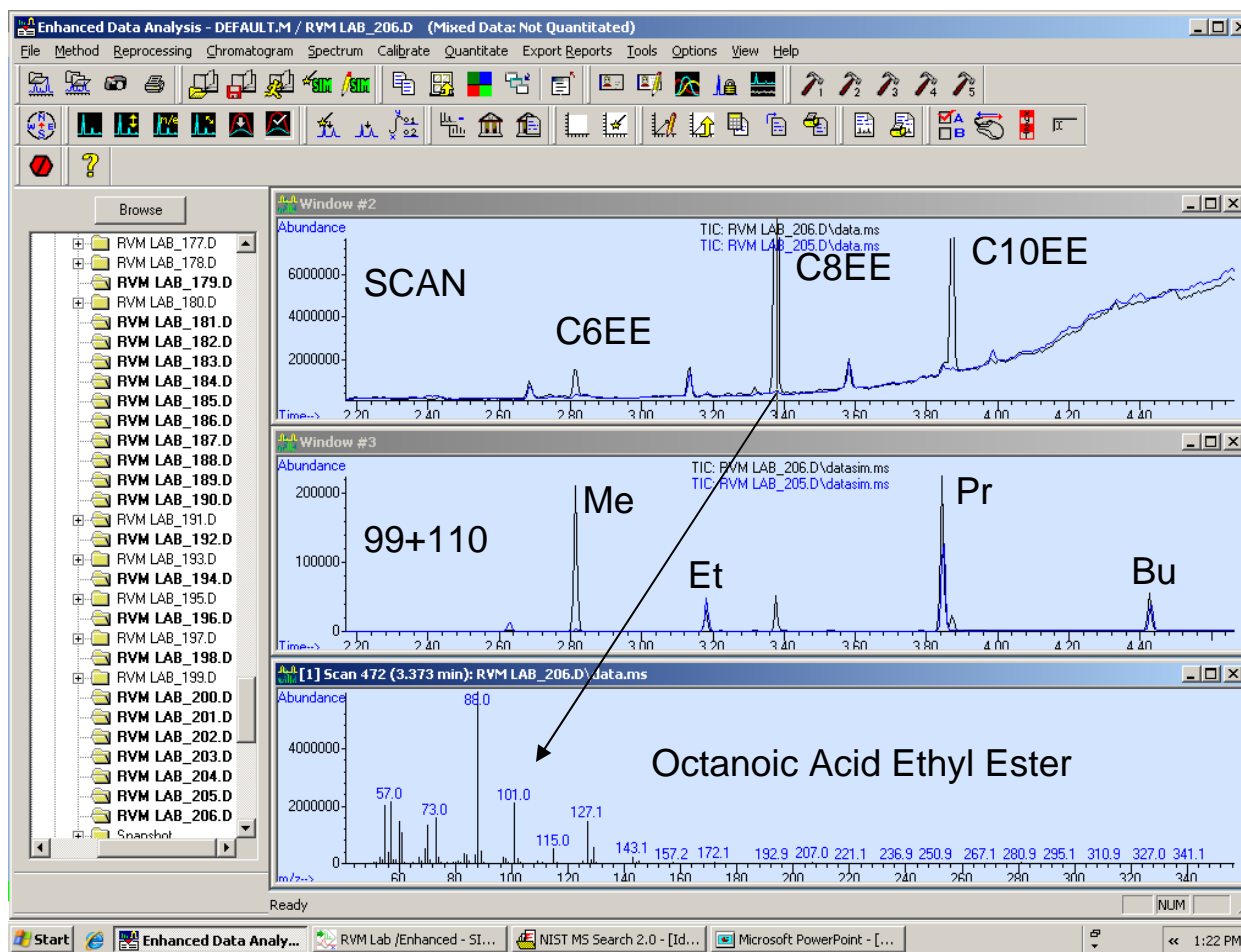 Enhanced Data Analysis - DEFAULT.M / RVM LAB_206.D (Mixed Data: Not Quantitated)
File Method Reprocessing Chromatogram Spectrum Calibrate Quantitate Export Reports Tools Options View Help
Browse
RVM LAB_177.D
RVM LAB_178.D
RVM LAB_179.D
RVM LAB_180.D
RVM LAB_181.D
RVM LAB_182.D
RVM LAB_183.D
RVM LAB_184.D
RVM LAB_185.D
RVM LAB_186.D
RVM LAB_187.D
RVM LAB_188.D
RVM LAB_189.D
RVM LAB_190.D
RVM LAB_191.D
RVM LAB_192.D
RVM LAB_193.D
RVM LAB_194.D
RVM LAB_195.D
RVM LAB_196.D
RVM LAB_197.D
RVM LAB_198.D
RVM LAB_199.D
RVM LAB_200.D
RVM LAB_201.D
RVM LAB_202.D
RVM LAB_203.D
RVM LAB_204.D
RVM LAB_205.D
RVM LAB_206.D
Snapshot
Window #2
Abundance
TIC: RVM LAB_206.D\data.ms
TIC: RVM LAB_205.D\data.ms
SCAN
C6EE
C8EE
C10EE
6000000
4000000
2000000
Time-->
2.20 2.40 2.60 2.80 3.00 3.20 3.40 3.60 3.80 4.00 4.20 4.40
Window #3
Abundance
TIC: RVM LAB_206.D\datasim.ms
TIC: RVM LAB_205.D\datasim.ms
99+110
Me
Et
Pr
Bu
200000
100000
0
Time-->
2.20 2.40 2.60 2.80 3.00 3.20 3.40 3.60 3.80 4.00 4.20 4.40
[1] Scan 472 (3.373 min): RVM LAB_206.D\data.ms
Abundance
88.0
Octanoic Acid Ethyl Ester
4000000
2000000
0
57.0 73.0 101.0 115.0 127.1 143.1 157.2 172.1 192.9 207.0 221.1 236.9 250.9 267.1 280.9 295.1 310.9 327.0 341.1
m/z-->
60 80 100 120 140 160 180 200 220 240 260 280 300 320 340
Ready
NUM
Start
Enhanced Data Analy...
RVM Lab /Enhanced - SI...
NIST MS Search 2.0 - [Id...
Microsoft PowerPoint - [...
1:22 PM